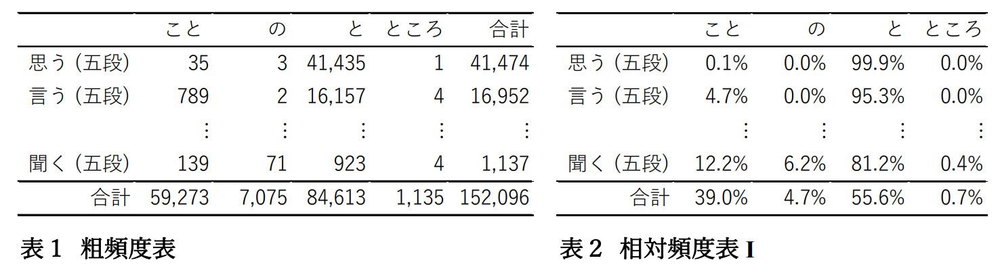 こと の と ところ 合計
思う (五段) 35 3 41,435 1 41,474
言う (五段) 789 2 16,157 4 16,952
⋮ ⋮ ⋮ ⋮ ⋮
聞く (五段) 139 71 923 4 1,137
合計 59,273 7,075 84,613 1,135 152,096
表1 粗頻度表
こと の と ところ
思う (五段) 0.1% 0.0% 99.9% 0.0%
言う (五段) 4.7% 0.0% 95.3% 0.0%
⋮ ⋮ ⋮ ⋮
聞く (五段) 12.2% 6.2% 81.2% 0.4%
合計 39.0% 4.7% 55.6% 0.7%
表2 相対頻度表 I